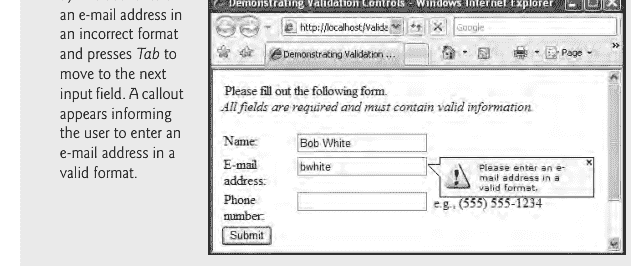 an e-mail address in
an incorrect format
and presses Tab to
move to the next
input field. A callout
appears informing
the user to enter an
e-mail address in a
valid format.
Demonstrating Validation Controls - Windows Internet Explorer
http://localhost/Valida
Google
Demonstrating Validation ...
Page
Please fill out the following form.
All fields are required and must contain valid information.
Name:
Bob White
E-mail
address:
bwhite
Please enter an e-
mail address in a
valid format.
Phone
number:
e.g., (555) 555-1234
Submit